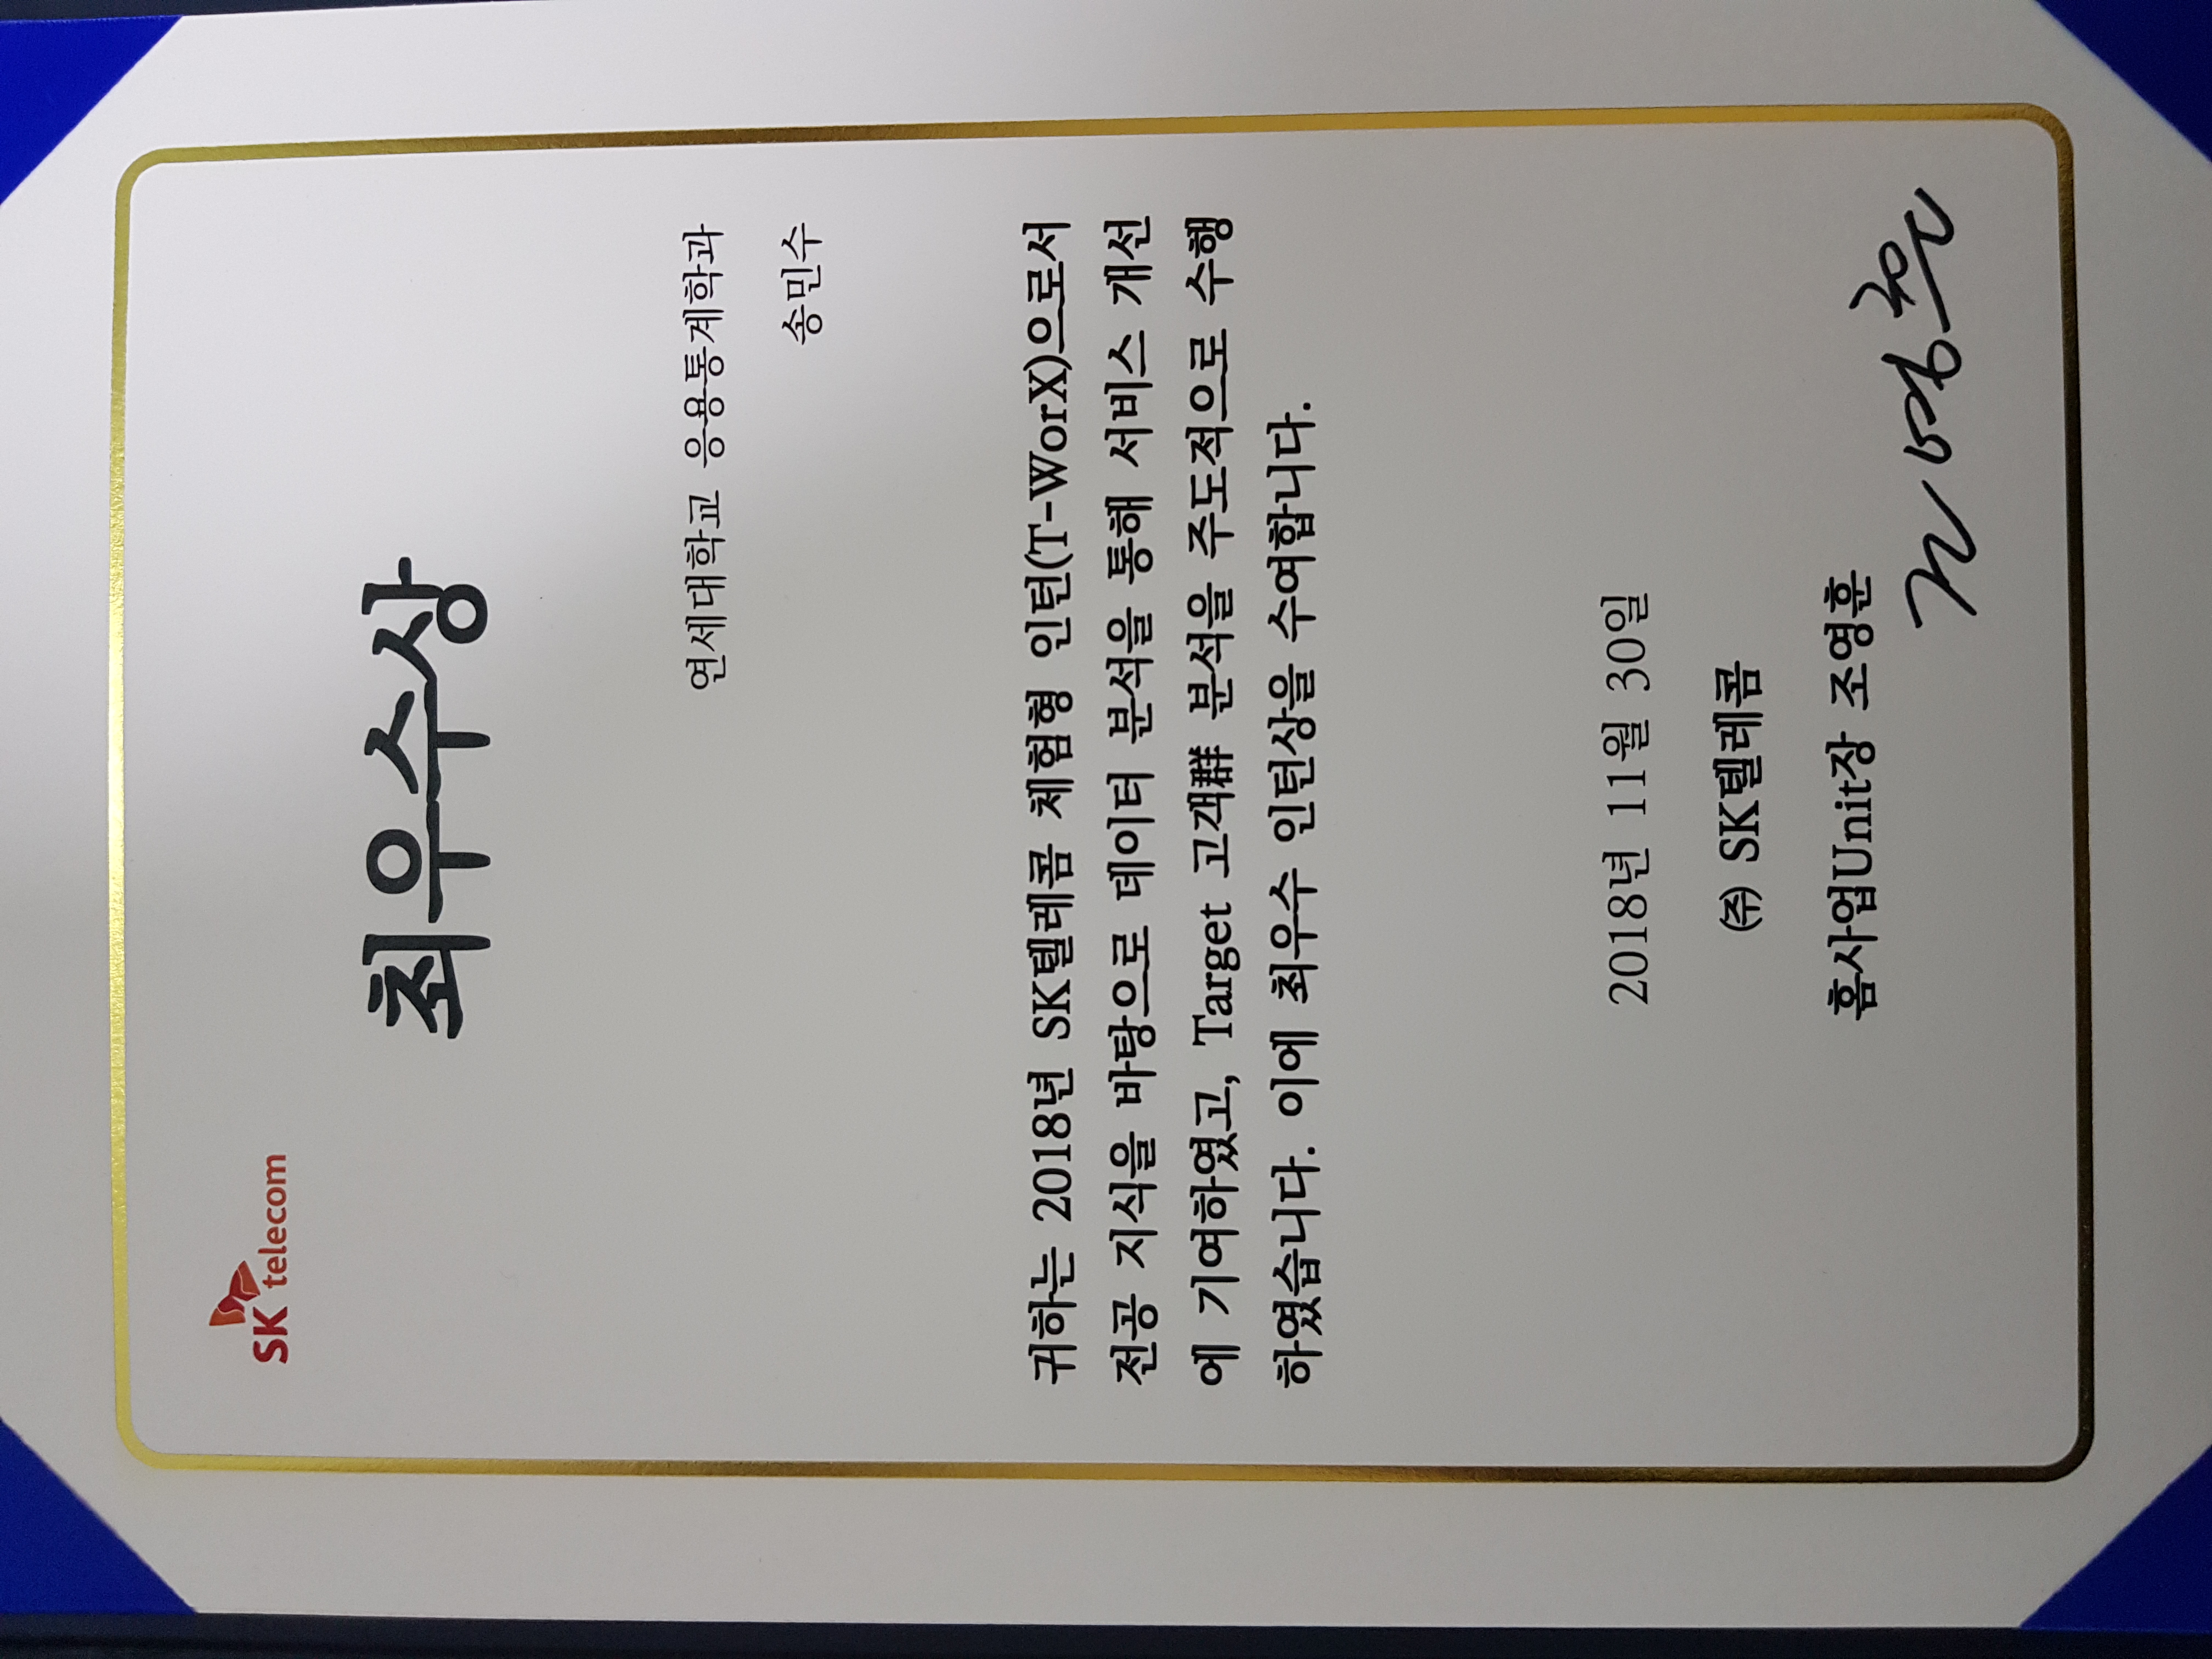 SK telecom
최우수상
연세대학교 응용통계학과
송민수
귀하는 2018년 SK텔레콤 체험형 인턴(T-WorX)으로서
전공 지식을 바탕으로 데이터 분석을 통해 서비스 개선
에 기여하였고, Target 고객群 분석을 주도적으로 수행
하였습니다. 이에 최우수 인턴상을 수여합니다.
2018년 11월 30일
㈜ SK텔레콤
홈사업Unit장 조영훈
조영훈